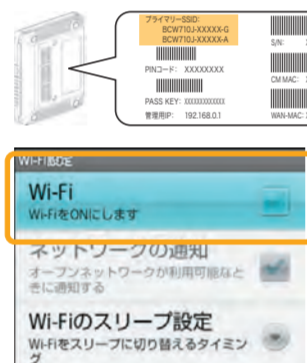 プライマリーSSID:
BCW710J-XXXXX-G
BCW710J-XXXXX-A
PINコード: XXXXXXXX
PASS KEY: XXXXXXXXXXXXX
管理用IP: 192.168.0.1
S/N:
CM MAC:
WAN-MAC:
Wi-Fi設定
Wi-Fi
Wi-FiをONにします
ネットワークの通知
オープンネットワークが利用可能なと
きに通知する
Wi-Fiのスリープ設定
Wi-Fiをスリープに切り替えるタイミン
グ